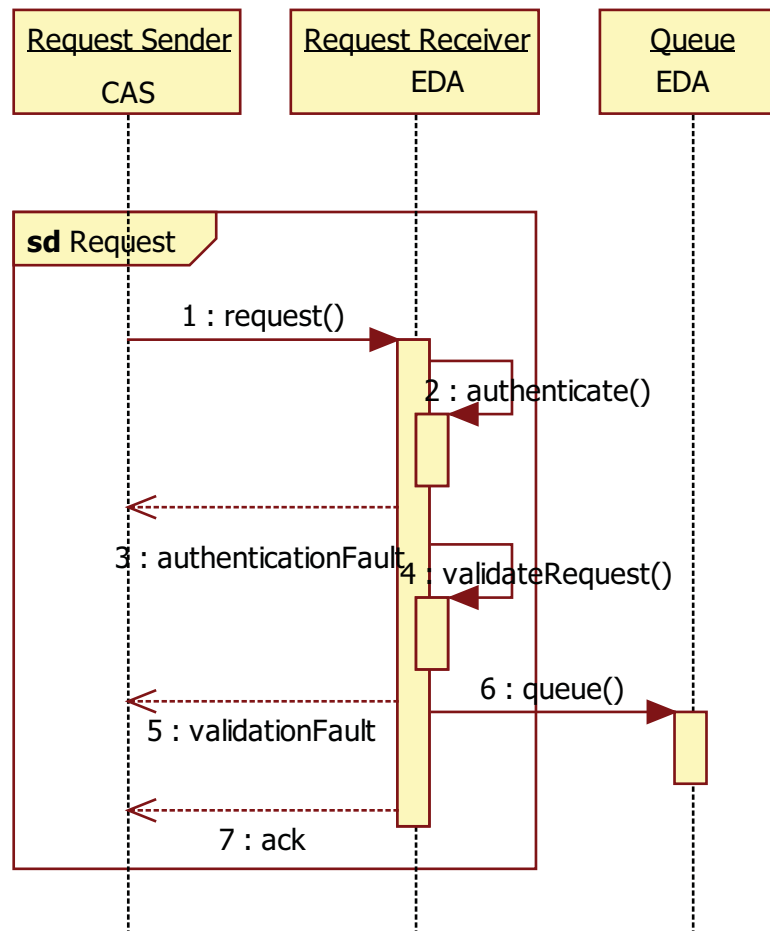 Request Sender
CAS
Request Receiver
EDA
Queue
EDA
sd Request
1 : request()
2 : authenticate()
3 : authenticationFault
4 : validateRequest()
5 : validationFault
6 : queue()
7 : ack